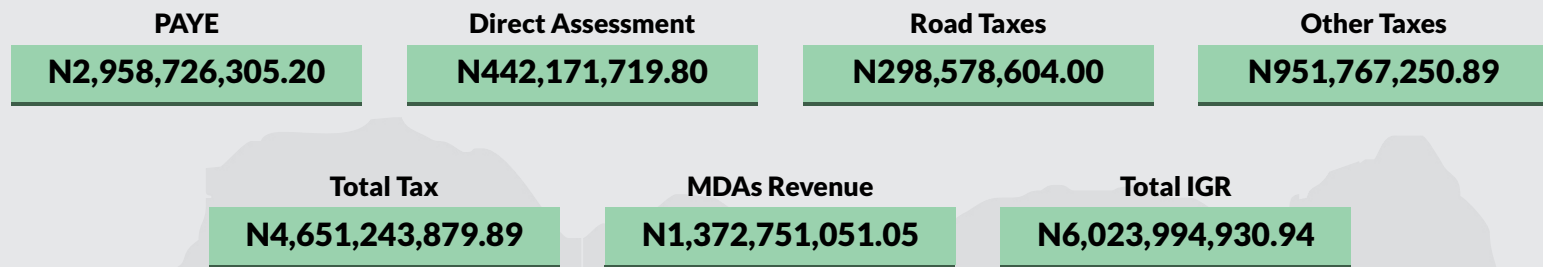 PAYE Direct Assessment Road Taxes Other Taxes
N2,958,726,305.20 N442,171,719.80 N298,578,604.00 N951,767,250.89
Total Tax MDAs Revenue Total IGR
N4,651,243,879.89 N1,372,751,051.05 N6,023,994,930.94